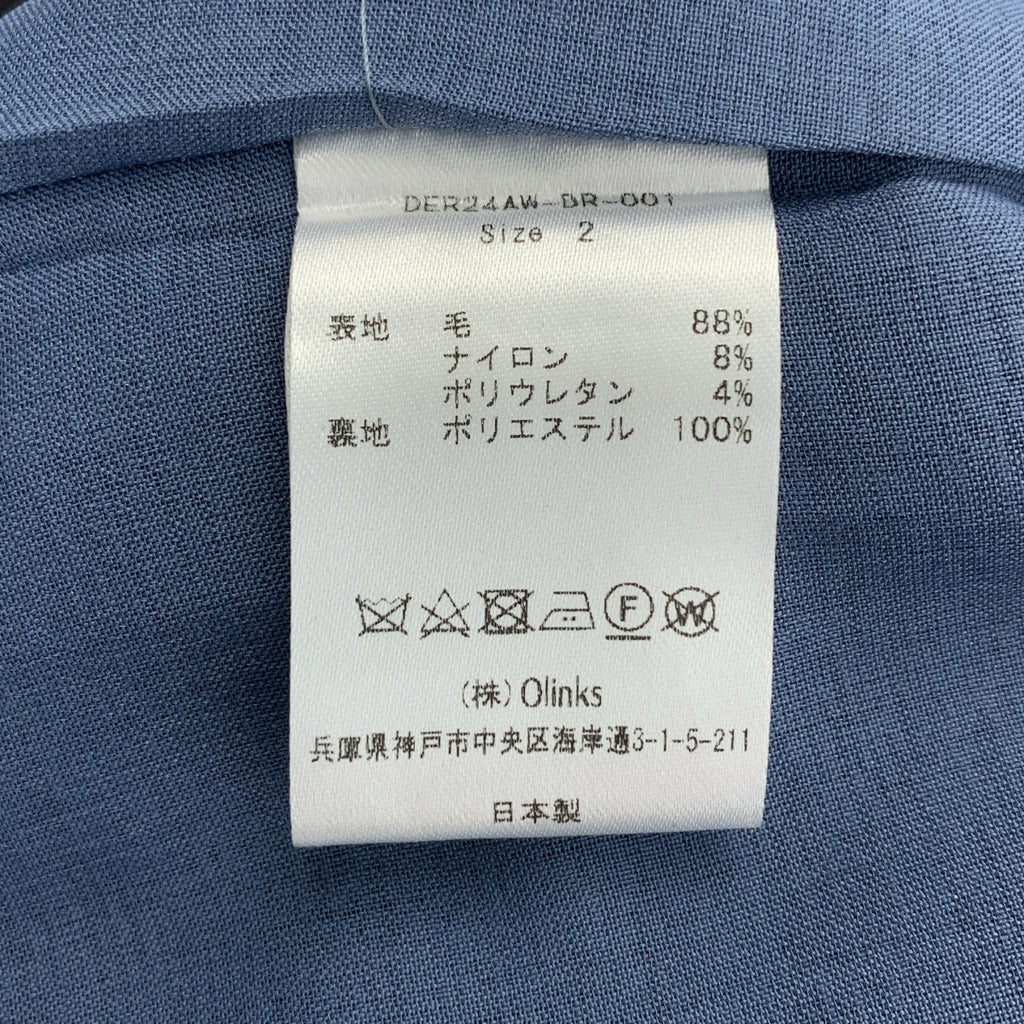 DER24AW-DR-001
Size 2
表地 毛 88%
ナイロン 8%
ポリウレタン 4%
裏地 ポリエステル 100%
F W
(株)Olinks
兵庫県神戸市中央区海岸通3-1-5-211
日本製